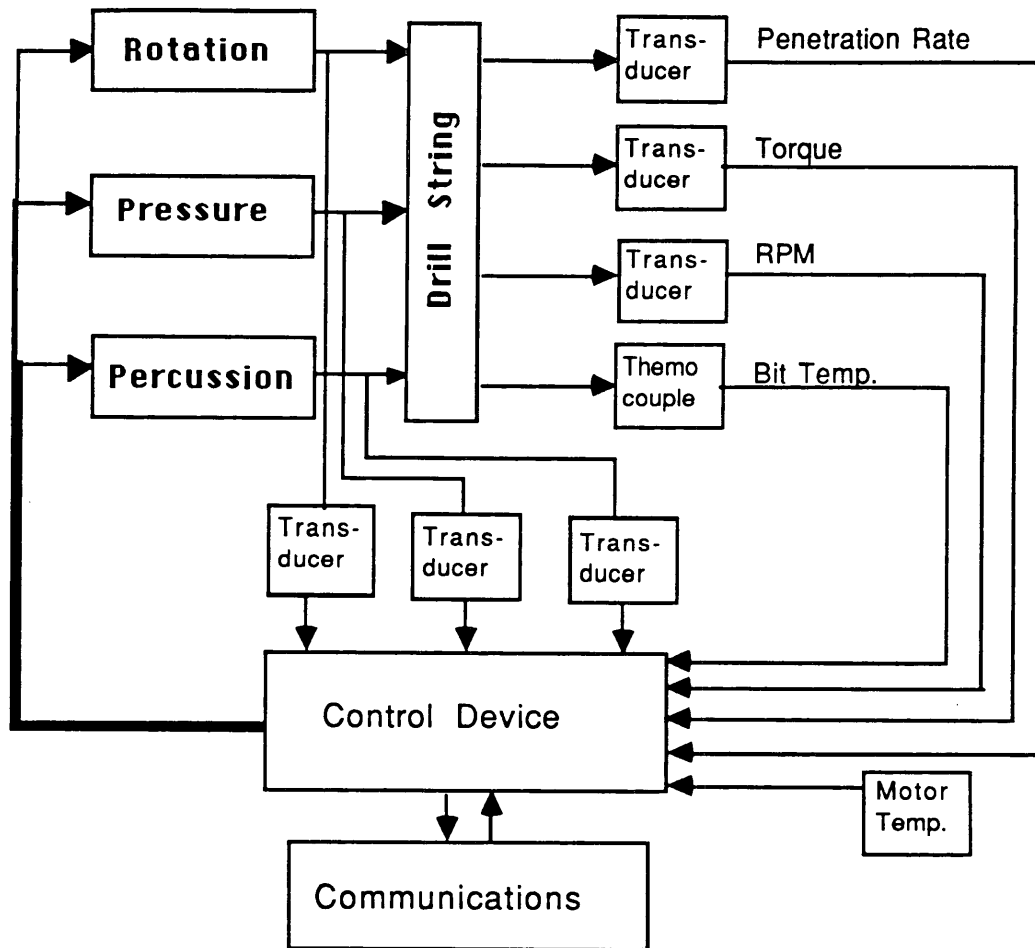 Rotation
Trans-
ducer
Penetration Rate
Trans-
ducer
Torque
Pressure
Drill String
Trans-
ducer
RPM
Percussion
Themo
couple
Bit Temp.
Trans-
ducer
Trans-
ducer
Trans-
ducer
Control Device
Motor
Temp.
Communications